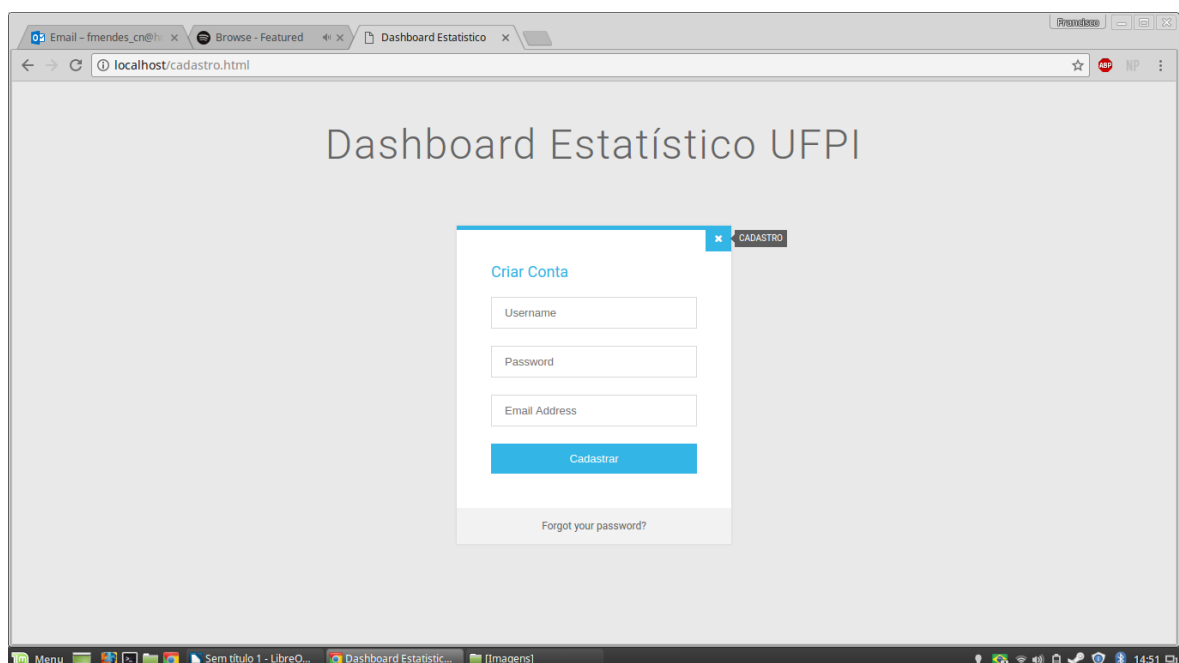 Francisco
Email – fmendes_cn@h
Browse - Featured
Dashboard Estatistico
localhost/cadastro.html
ABP
NP
Dashboard Estatístico UFPI
CADASTRO
Criar Conta
Username
Password
Email Address
Cadastrar
Forgot your password?
Menu
Sem título 1 - LibreO...
Dashboard Estatistic...
[Imagens]
14:51